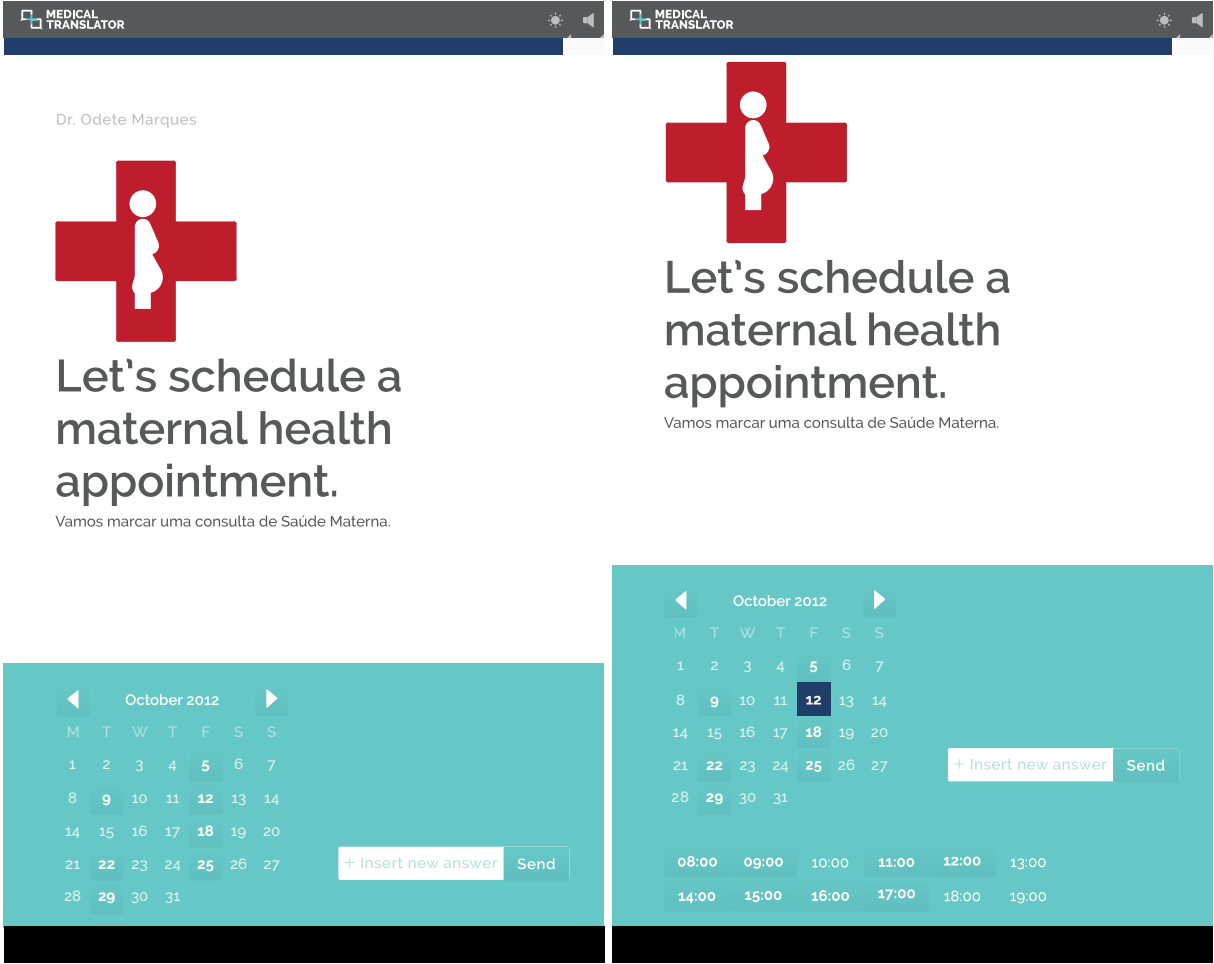 MEDICAL
TRANSLATOR
Dr. Odete Marques
Let's schedule a
maternal health
appointment.
Vamos marcar uma consulta de Saúde Materna.
October 2012
M T W T F S S
1 2 3 4 5 6 7
8 9 10 11 12 13 14
14 15 16 17 18 19 20
21 22 23 24 25 26 27
28 29 30 31
+ Insert new answer Send
MEDICAL
TRANSLATOR
Let's schedule a
maternal health
appointment.
Vamos marcar uma consulta de Saúde Materna.
October 2012
M T W T F S S
1 2 3 4 5 6 7
8 9 10 11 12 13 14
14 15 16 17 18 19 20
21 22 23 24 25 26 27
28 29 30 31
+ Insert new answer Send
08:00 09:00 10:00 11:00 12:00 13:00
14:00 15:00 16:00 17:00 18:00 19:00